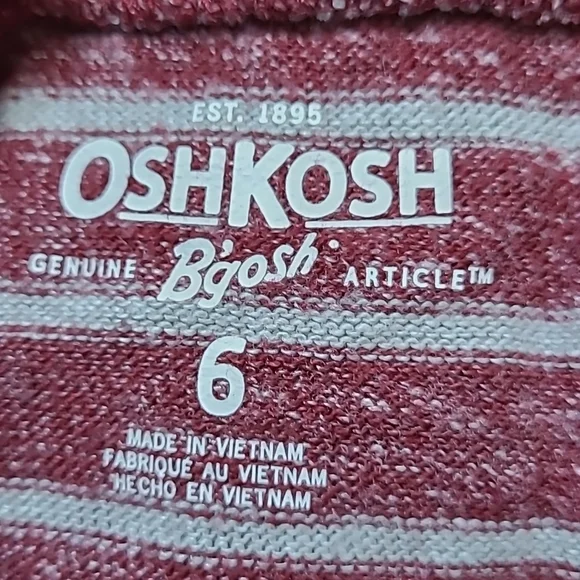 EST. 1895
OSHKOSH
GENUINE B'gosh ARTICLE™
6
MADE IN VIETNAM
FABRIQUÉ AU VIETNAM
HECHO EN VIETNAM